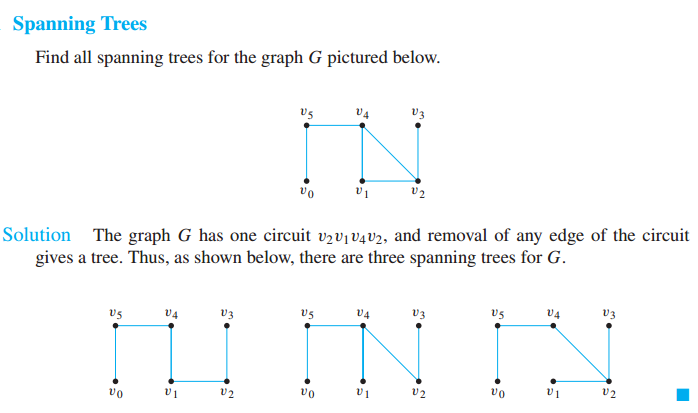 Spanning Trees
Find all spanning trees for the graph G pictured below.
v5 v4 v3
v0 v1 v2
Solution The graph G has one circuit v2v1v4v2, and removal of any edge of the circuit
gives a tree. Thus, as shown below, there are three spanning trees for G.
v5 v4 v3 v5 v4 v3 v5 v4 v3
v0 v1 v2 v0 v1 v2 v0 v1 v2